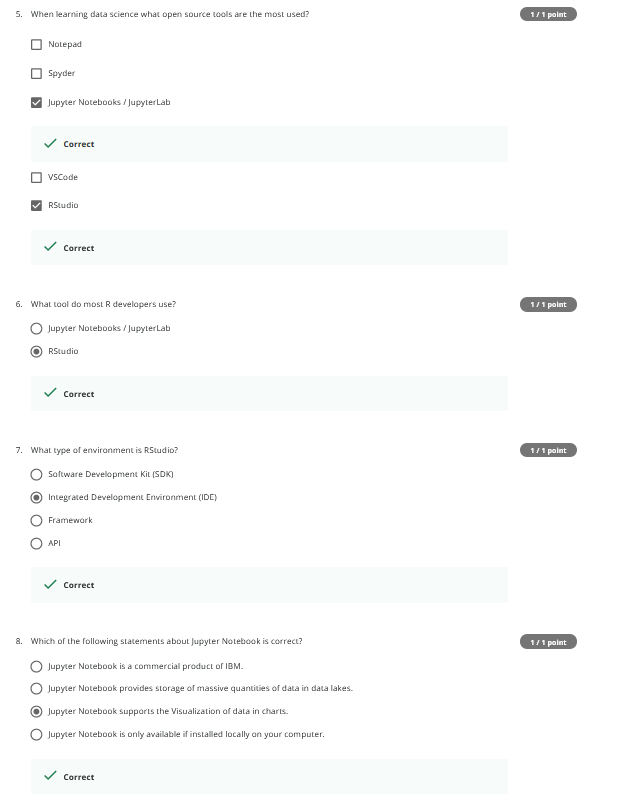 5. When learning data science what open source tools are the most used?
1 / 1 point
Notepad
Spyder
Jupyter Notebooks / JupyterLab
Correct
VSCode
RStudio
Correct
6. What tool do most R developers use?
1 / 1 point
Jupyter Notebooks / JupyterLab
RStudio
Correct
7. What type of environment is RStudio?
1 / 1 point
Software Development Kit (SDK)
Integrated Development Environment (IDE)
Framework
API
Correct
8. Which of the following statements about Jupyter Notebook is correct?
1 / 1 point
Jupyter Notebook is a commercial product of IBM.
Jupyter Notebook provides storage of massive quantities of data in data lakes.
Jupyter Notebook supports the Visualization of data in charts.
Jupyter Notebook is only available if installed locally on your computer.
Correct